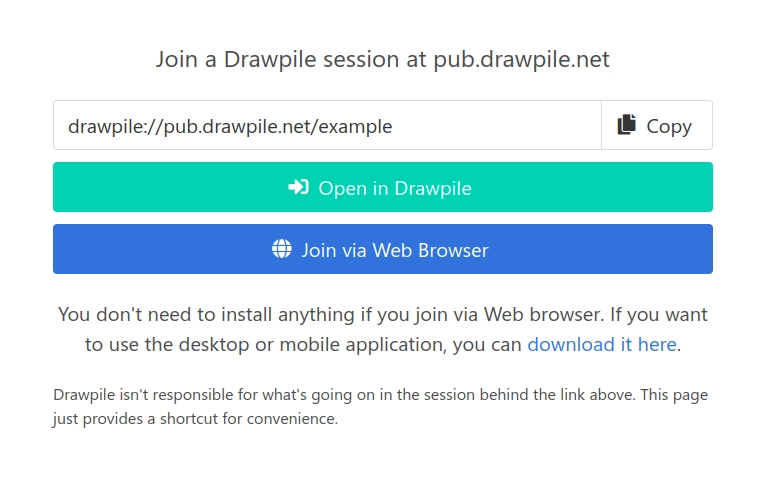 Join a Drawpile session at pub.drawpile.net
drawpile://pub.drawpile.net/example
Copy
Open in Drawpile
Join via Web Browser
You don't need to install anything if you join via Web browser. If you want
to use the desktop or mobile application, you can download it here.
Drawpile isn't responsible for what's going on in the session behind the link above. This page
just provides a shortcut for convenience.